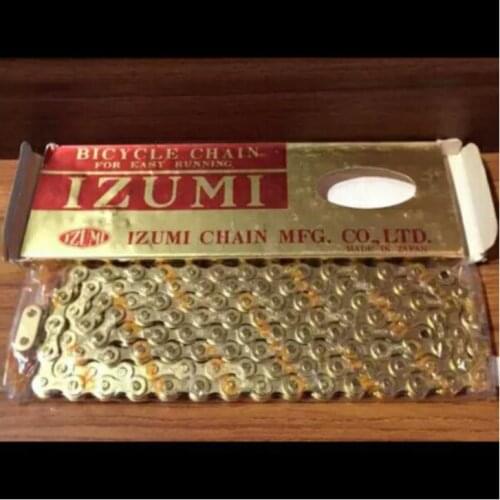 BICYCLE CHAIN
FOR EASY RUNNING
IZUMI
IZUMI IZUMI CHAIN MFG. CO., LTD.
MADE IN JAPAN